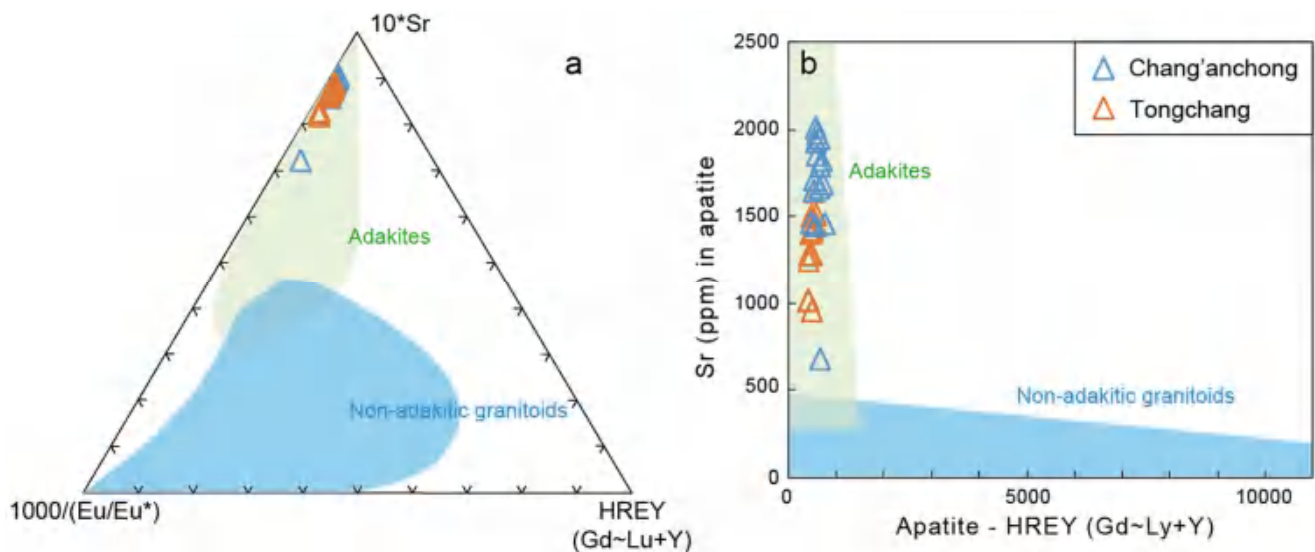 10*Sr
a
Adakites
Non-adakitic granitoids
1000/(Eu/Eu*)
HREY
(Gd~Lu+Y)
b
Chang'anchong
Tongchang
Adakites
Non-adakitic granitoids
Sr (ppm) in apatite
2500
2000
1500
1000
500
0
0
5000
10000
Apatite - HREY (Gd~Ly+Y)